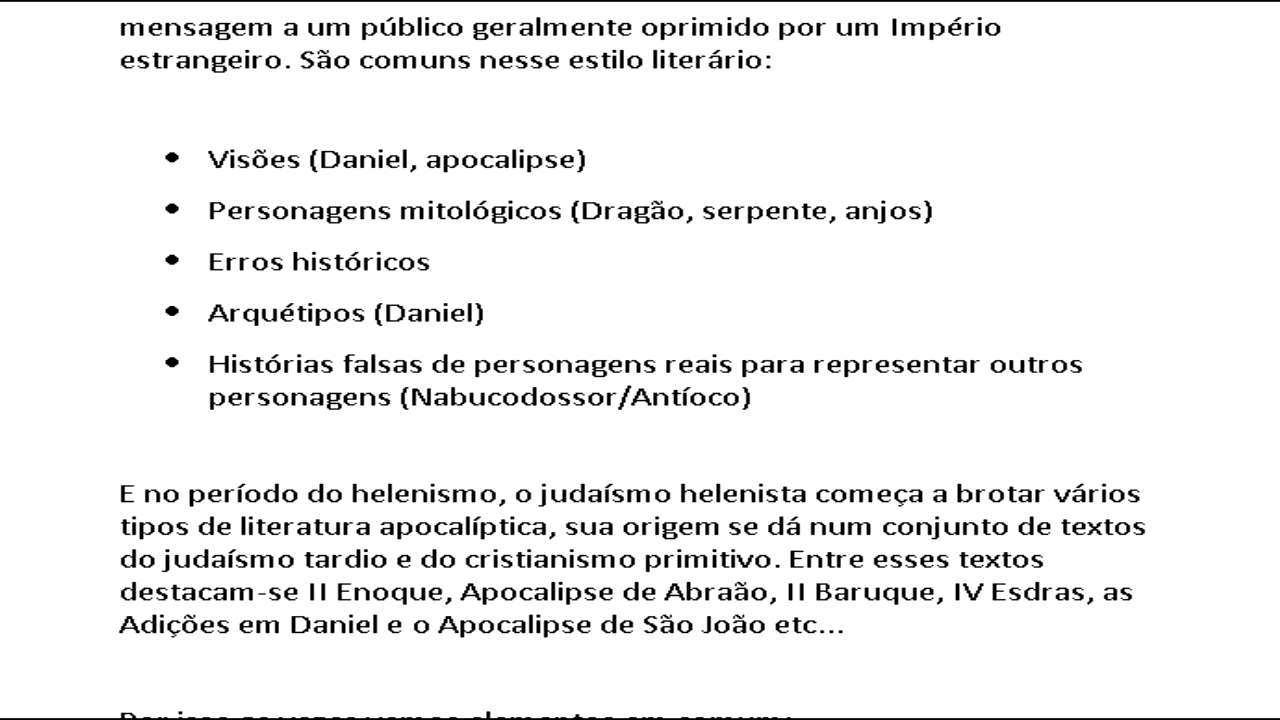 mensagem a um público geralmente oprimido por um Império
estrangeiro. São comuns nesse estilo literário:
• Visões (Daniel, apocalipse)
• Personagens mitológicos (Dragão, serpente, anjos)
• Erros históricos
• Arquétipos (Daniel)
• Histórias falsas de personagens reais para representar outros
personagens (Nabucodossor/Antíoco)
E no período do helenismo, o judaísmo helenista começa a brotar vários
tipos de literatura apocalíptica, sua origem se dá num conjunto de textos
do judaísmo tardio e do cristianismo primitivo. Entre esses textos
destacam-se II Enoque, Apocalipse de Abraão, II Baruque, IV Esdras, as
Adições em Daniel e o Apocalipse de São João etc...